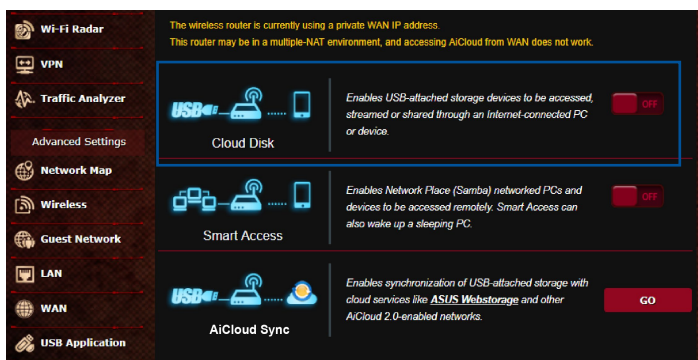 Wi-Fi Radar
VPN
Traffic Analyzer
Advanced Settings
Network Map
Wireless
Guest Network
LAN
WAN
USB Application
The wireless router is currently using a private WAN IP address.
This router may be in a multiple-NAT environment, and accessing AiCloud from WAN does not work.
USB
Cloud Disk
Enables USB-attached storage devices to be accessed,
streamed or shared through an Internet-connected PC
or device.
OFF
Smart Access
Enables Network Place (Samba) networked PCs and
devices to be accessed remotely. Smart Access can
also wake up a sleeping PC.
OFF
USB
AiCloud Sync
Enables synchronization of USB-attached storage with
cloud services like ASUS Webstorage and other
AiCloud 2.0-enabled networks.
GO